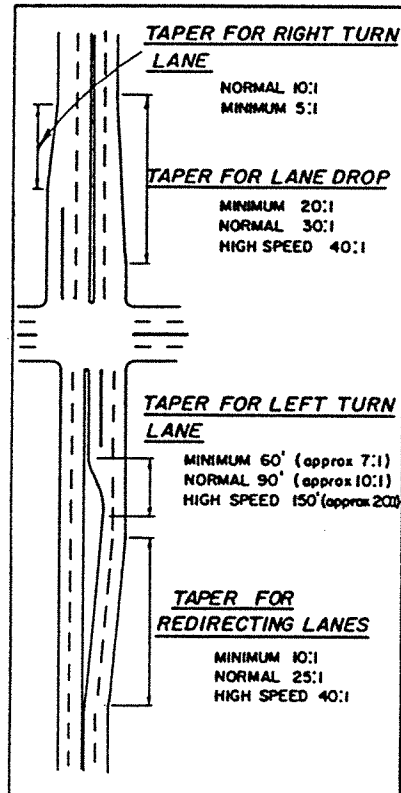 TAPER FOR RIGHT TURN
LANE
NORMAL 10:1
MINIMUM 5:1
TAPER FOR LANE DROP
MINIMUM 20:1
NORMAL 30:1
HIGH SPEED 40:1
TAPER FOR LEFT TURN
LANE
MINIMUM 60' (approx 7:1)
NORMAL 90' (approx 10:1)
HIGH SPEED 150' (approx 20:1)
TAPER FOR
REDIRECTING LANES
MINIMUM 10:1
NORMAL 25:1
HIGH SPEED 40:1